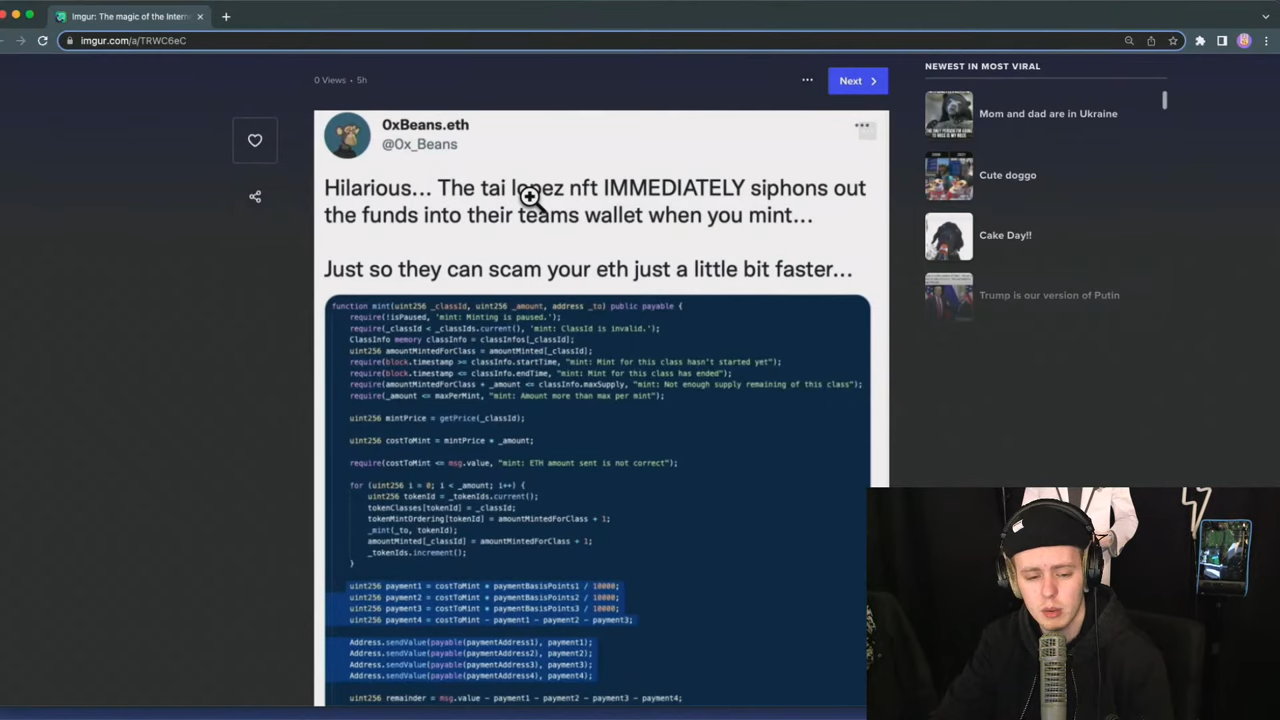 Imgur: The magic of the Intern
imgur.com/a/TRWC6eC
0 Views • 5h
Next
NEWEST IN MOST VIRAL
Mom and dad are in Ukraine
Cute doggo
Cake Day!!
Trump is our version of Putin
0xBeans.eth
@0x_Beans
Hilarious... The tai lopez nft IMMEDIATELY siphons out
the funds into their teams wallet when you mint...
Just so they can scam your eth just a little bit faster...
function mint(uint256 _classId, uint256 _amount, address _to) public payable {
require(!isPaused, 'mint: Minting is paused.');
require(_classId < _classIds.current(), 'mint: ClassId is invalid.');
ClassInfo memory classInfo = classInfos[_classId];
uint256 amountMintedForClass = amountMinted[_classId];
require(block.timestamp >= classInfo.startTime, "mint: Mint for this class hasn't started yet");
require(block.timestamp <= classInfo.endTime, "mint: Mint for this class has ended");
require(amountMintedForClass + _amount <= classInfo.maxSupply, "mint: Not enough supply remaining of this class");
require(_amount <= maxPerMint, "mint: Amount more than max per mint");
uint256 mintPrice = getPrice(_classId);
uint256 costToMint = mintPrice * _amount;
require(costToMint <= msg.value, "mint: ETH amount sent is not correct");
for (uint256 i = 0; i < _amount; i++) {
uint256 tokenId = _tokenIds.current();
tokenClasses[tokenId] = _classId;
tokenMintOrdering[tokenId] = amountMintedForClass + 1;
_mint(_to, tokenId);
amountMinted[_classId] = amountMintedForClass + 1;
_tokenIds.increment();
}
uint256 payment1 = costToMint * paymentBasisPoints1 / 10000;
uint256 payment2 = costToMint * paymentBasisPoints2 / 10000;
uint256 payment3 = costToMint * paymentBasisPoints3 / 10000;
uint256 payment4 = costToMint - payment1 - payment2 - payment3;
Address.sendValue(payable(paymentAddress1), payment1);
Address.sendValue(payable(paymentAddress2), payment2);
Address.sendValue(payable(paymentAddress3), payment3);
Address.sendValue(payable(paymentAddress4), payment4);
uint256 remainder = msg.value - payment1 - payment2 - payment3 - payment4;